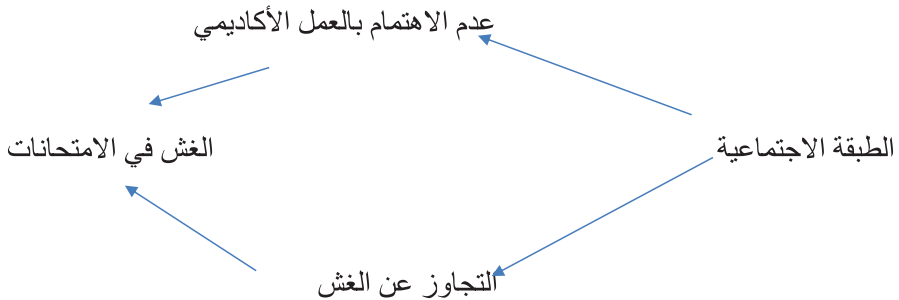 عدم الاهتمام بالعمل الأكاديمي
الطبقة الاجتماعية
الغش في الامتحانات
التجاوز عن الغش